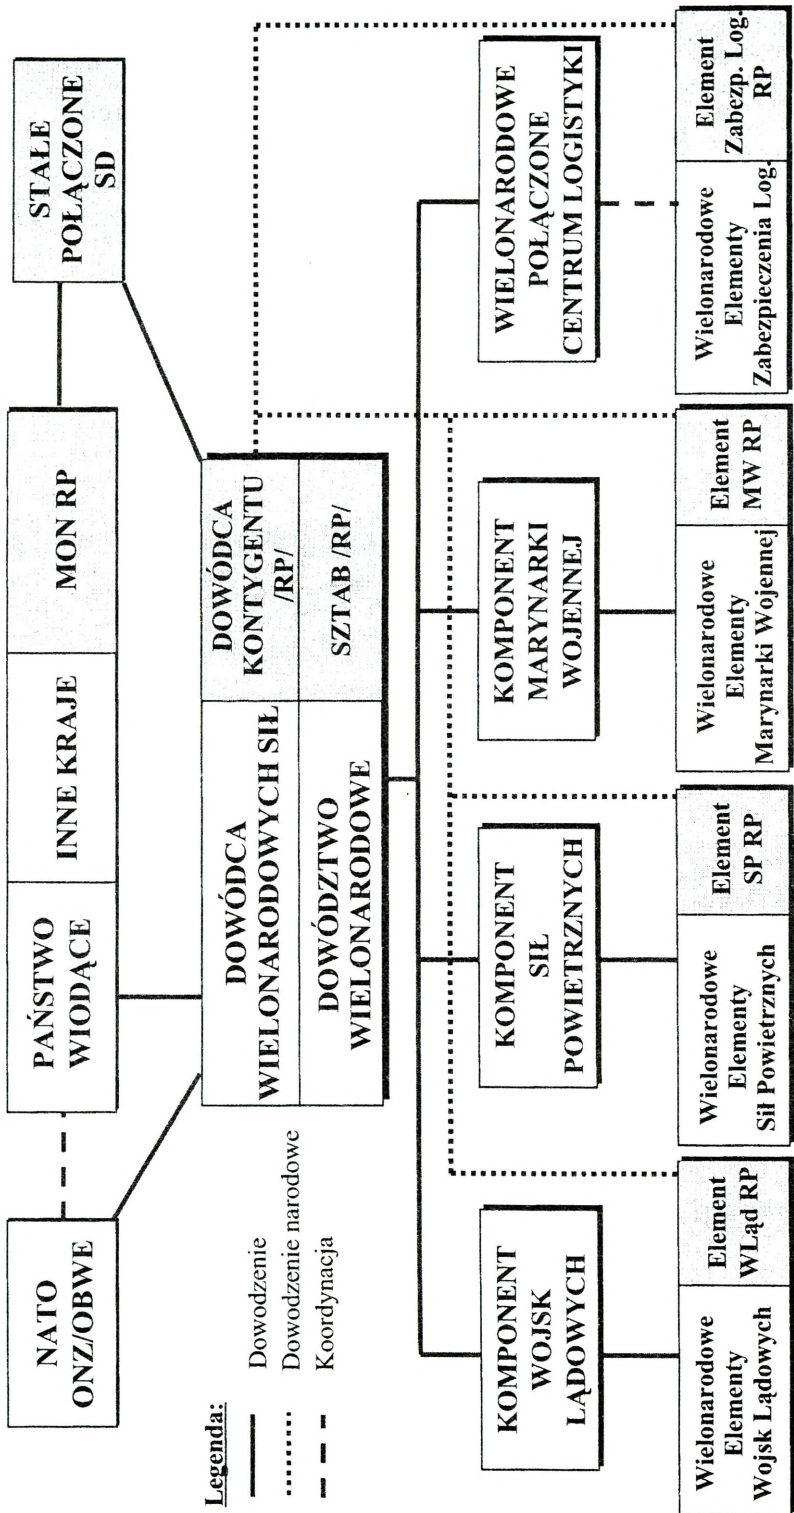 NATO
ONZ/OBWE
PAŃSTWO
WIODĄCE
INNE KRAJE
MON RP
STAŁE
POŁĄCZONE
SD
DOWÓDCA
WIELONARODOWYCH SIŁ
DOWÓDCA
KONTYGENTU
/RP/
DOWÓDZTWO
WIELONARODOWE
SZTAB /RP/
Legenda:
Dowodzenie
Dowodzenie narodowe
Koordynacja
KOMPONENT
WOJSK
LĄDOWYCH
KOMPONENT
SIŁ
POWIETRZNYCH
KOMPONENT
MARYNARKI
WOJENNEJ
WIELONARODOWE
POŁĄCZONE
CENTRUM LOGISTYKI
Wielonarodowe
Elementy
Wojsk Lądowych
Element
WLąd RP
Wielonarodowe
Elementy
Sił Powietrznych
Element
SP RP
Wielonarodowe
Elementy
Marynarki Wojennej
Element
MW RP
Wielonarodowe
Elementy
Zabezpieczenia Log.
Element
Zabezp. Log.
RP